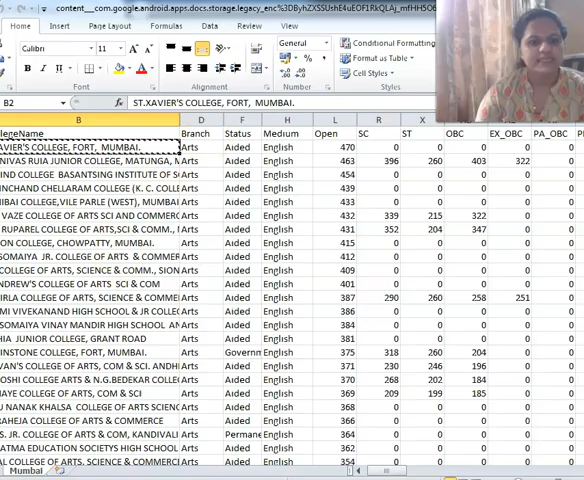 content__com.google.android.apps.docs.storage.legacy_enc%3DByhZXSSUshE4uEOF1RkQLAj_mfHH5O6
Home Insert Page Layout Formulas Data Review View
Calibri 11
General
Conditional Formatting
Format as Table
Cell Styles
Clipboard Font Alignment Number
B2 ST.XAVIER'S COLLEGE, FORT, MUMBAI.
B D F H L R X
llegeName Branch Status Medium Open SC ST OBC EX_OBC PA_OBC
AVIER'S COLLEGE, FORT, MUMBAI. Arts Aided English 470 0 0 0 0 0
NIVAS RUIA JUNIOR COLLEGE, MATUNGA, M Arts Aided English 463 396 260 403 322
IND COLLEGE BASANTSING INSTITUTE OF SC Arts Aided English 454 0 0 0 0 0
INCHAND CHELLARAM COLLEGE (K. C. COLLE Arts Aided English 439 0 0 0 0 0
HIBAI COLLEGE,VILE PARLE (WEST), MUMBAI Arts Aided English 433 0 0 0 0 0
VAZE COLLEGE OF ARTS SCI AND COMMERC Arts Aided English 432 339 215 322 0 0
RUPAREL COLLEGE OF ARTS,SCI & COMM., M Arts Aided English 431 352 204 347 0 0
ON COLLEGE, CHOWPATTY, MUMBAI. Arts Aided English 415 0 0 0 0 0
SOMAIYA JR. COLLEGE OF ARTS & COMMER Arts Aided English 412 0 0 0 0 0
COLLEGE OF ARTS, SCIENCE & COMM., SION Arts Aided English 409 0 0 0 0 0
NDREW'S COLLEGE OF ARTS SCI & COM Arts Aided English 401 0 0 0 0 0
IRLA COLLEGE OF ARTS, SCIENCE & COMME Arts Aided English 387 290 260 258 251 0
MI VIVEKANAND HIGH SCHOOL & JR COLLEG Arts Aided English 386 0 0 0 0 0
SOMAIYA VINAY MANDIR HIGH SCHOOL AN Arts Aided English 384 0 0 0 0 0
HIA JUNIOR COLLEGE, GRANT ROAD Arts Aided English 381 0 0 0 0 0
INSTONE COLLEGE, FORT, MUMBAI. Arts Governm English 375 318 260 204 0 0
VAN'S COLLEGE OF ARTS, COM & SCI. ANDHI Arts Aided English 371 230 246 196 0 0
OSHI COLLEGE ARTS & N.G.BEDEKAR COLLEG Arts Aided English 370 268 202 184 0 0
AYE COLLEGE OF ARTS, COM & SCI Arts Aided English 369 209 199 185 0 0
U NANAK KHALSA COLLEGE OF ARTS SCIENC Arts Aided English 368 0 0 0 0 0
RAHEJA COLLEGE OF ARTS & COMMERCE Arts Aided English 366 0 0 0 0 0
S. JR. COLLEGE OF ARTS & COM, KANDIVALI Arts Permane English 364 0 0 0 0 0
ATMA EDUCATION SOCIETYS HIGH SCHOOL Arts Aided English 364 0 0 0 0 0
AL COLLEGE OF ARTS, SCIENCE & COMMERC Arts Aided English 354 0 0 0 0 0
Mumbai